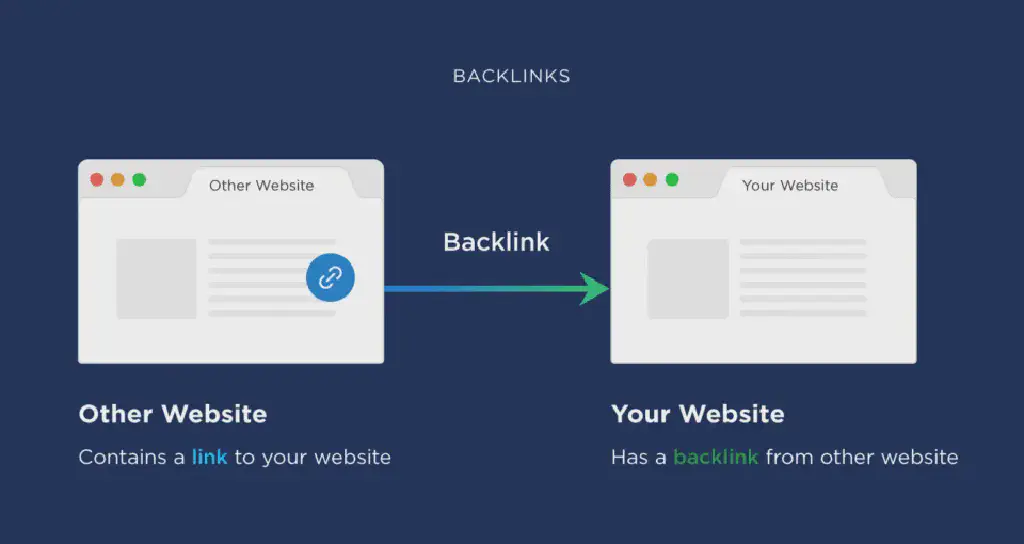 BACKLINKS
Other Website
Your Website
Backlink
Other Website
Contains a link to your website
Your Website
Has a backlink from other website